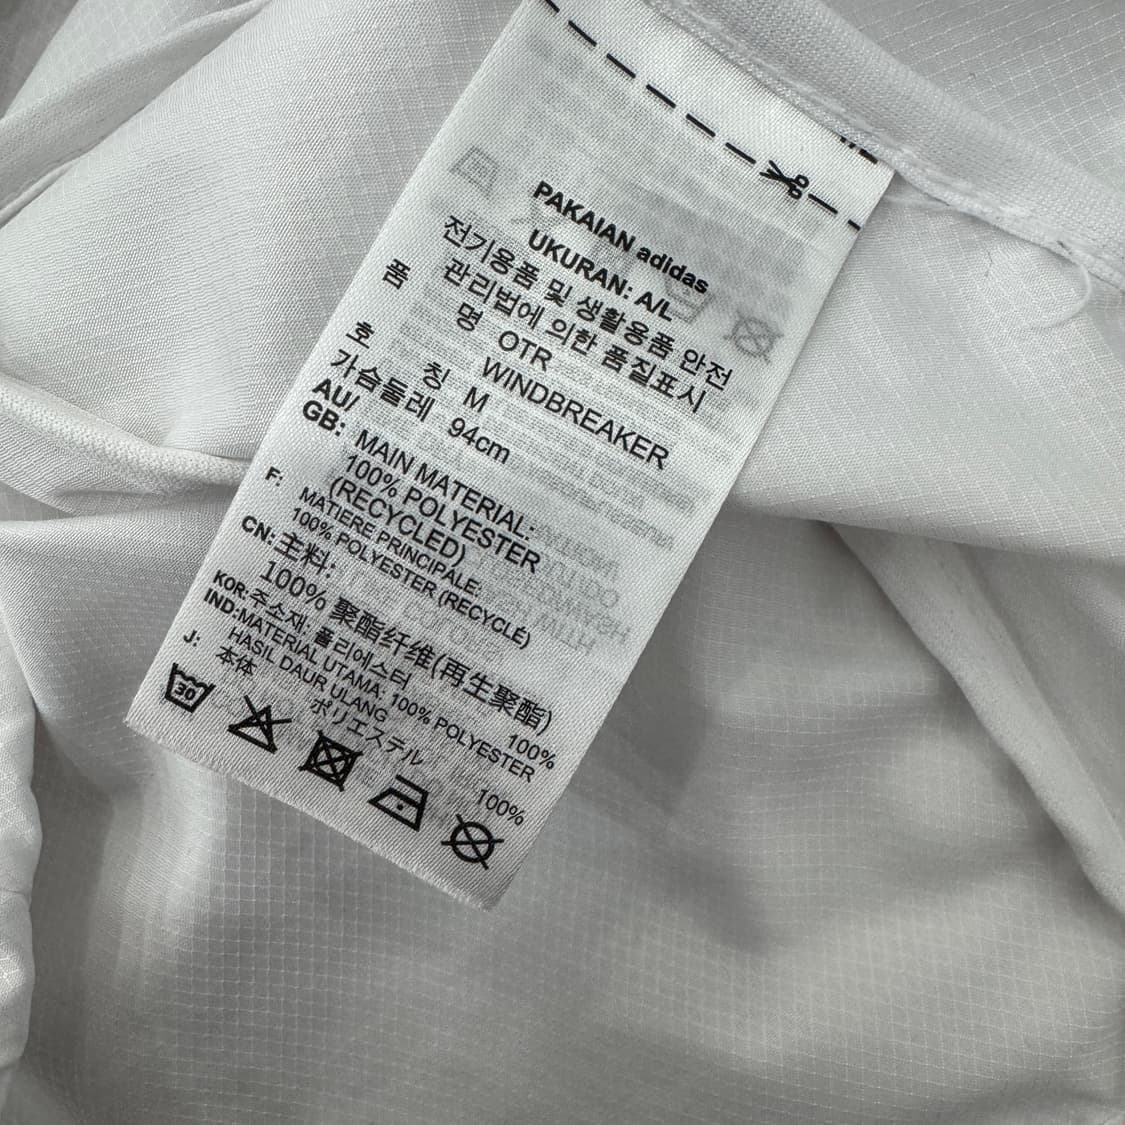 PAKAIAN adidas
UKURAN: A/L
전기용품 및 생활용품 안전
관리법에 의한 품질표시
품 명 OTR
WINDBREAKER
호 칭 M
가슴둘레 94cm
AU/
GB: MAIN MATERIAL:
100% POLYESTER
(RECYCLED)
F: MATIERE PRINCIPALE:
100% POLYESTER (RECYCLÉ)
CN: 主料:
100% 聚酯纤维(再生聚酯)
KOR: 주소재: 폴리에스터 100%
IND: MATERIAL UTAMA: 100% POLYESTER
HASIL DAUR ULANG
J: 本体
ポリエステル 100%
30